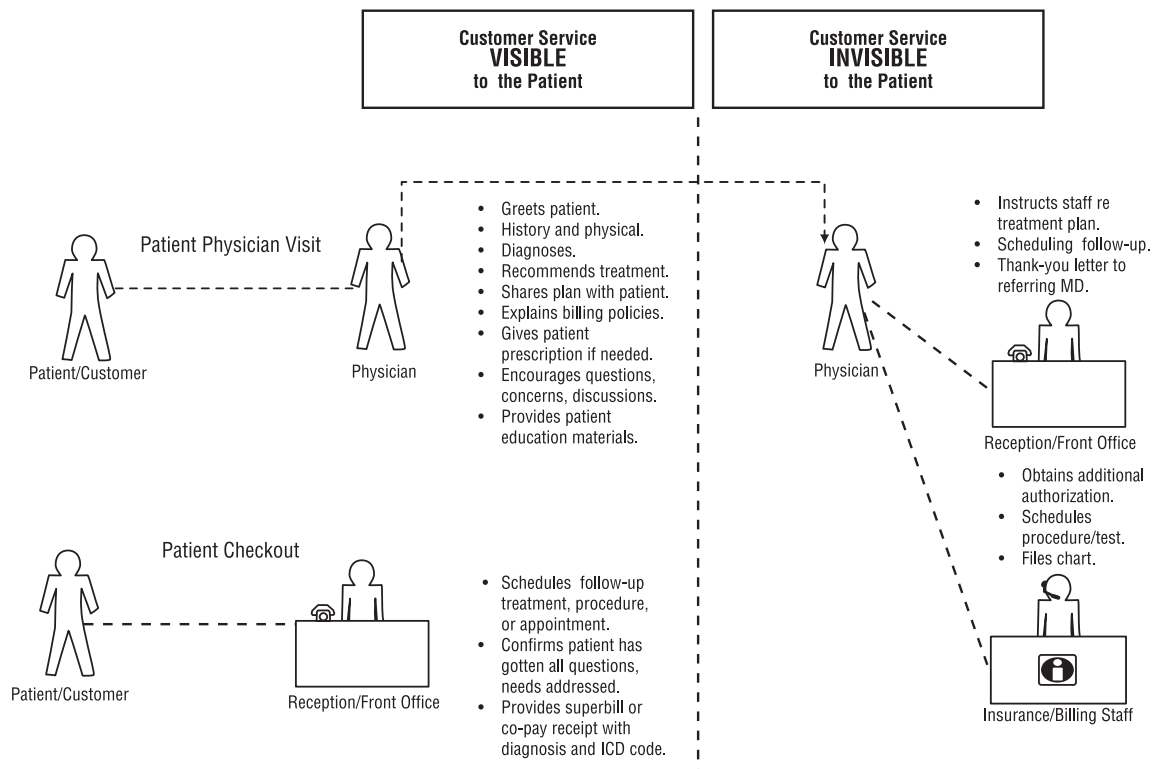 Customer Service
VISIBLE
to the Patient
Customer Service
INVISIBLE
to the Patient
Patient Physician Visit
Patient/Customer
Physician
• Greets patient.
• History and physical.
• Diagnoses.
• Recommends treatment.
• Shares plan with patient.
• Explains billing policies.
• Gives patient
prescription if needed.
• Encourages questions,
concerns, discussions.
• Provides patient
education materials.
Physician
• Instructs staff re
treatment plan.
• Scheduling follow-up.
• Thank-you letter to
referring MD.
Reception/Front Office
• Obtains additional
authorization.
• Schedules
procedure/test.
• Files chart.
Insurance/Billing Staff
Patient Checkout
Patient/Customer
Reception/Front Office
• Schedules follow-up
treatment, procedure,
or appointment.
• Confirms patient has
gotten all questions,
needs addressed.
• Provides superbill or
co-pay receipt with
diagnosis and ICD code.